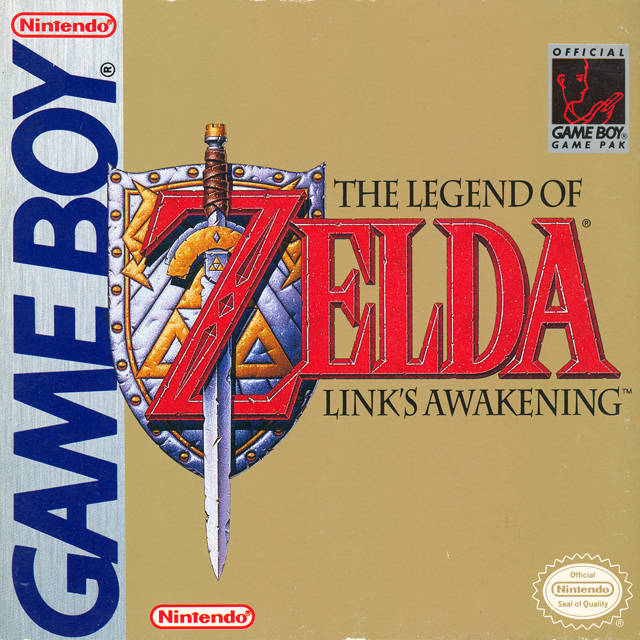 Nintendo®
GAME BOY®
OFFICIAL
GAME BOY®
GAME PAK
THE LEGEND OF
ZELDA®
LINK'S AWAKENING™
Nintendo®
Official
Nintendo®
Seal of Quality